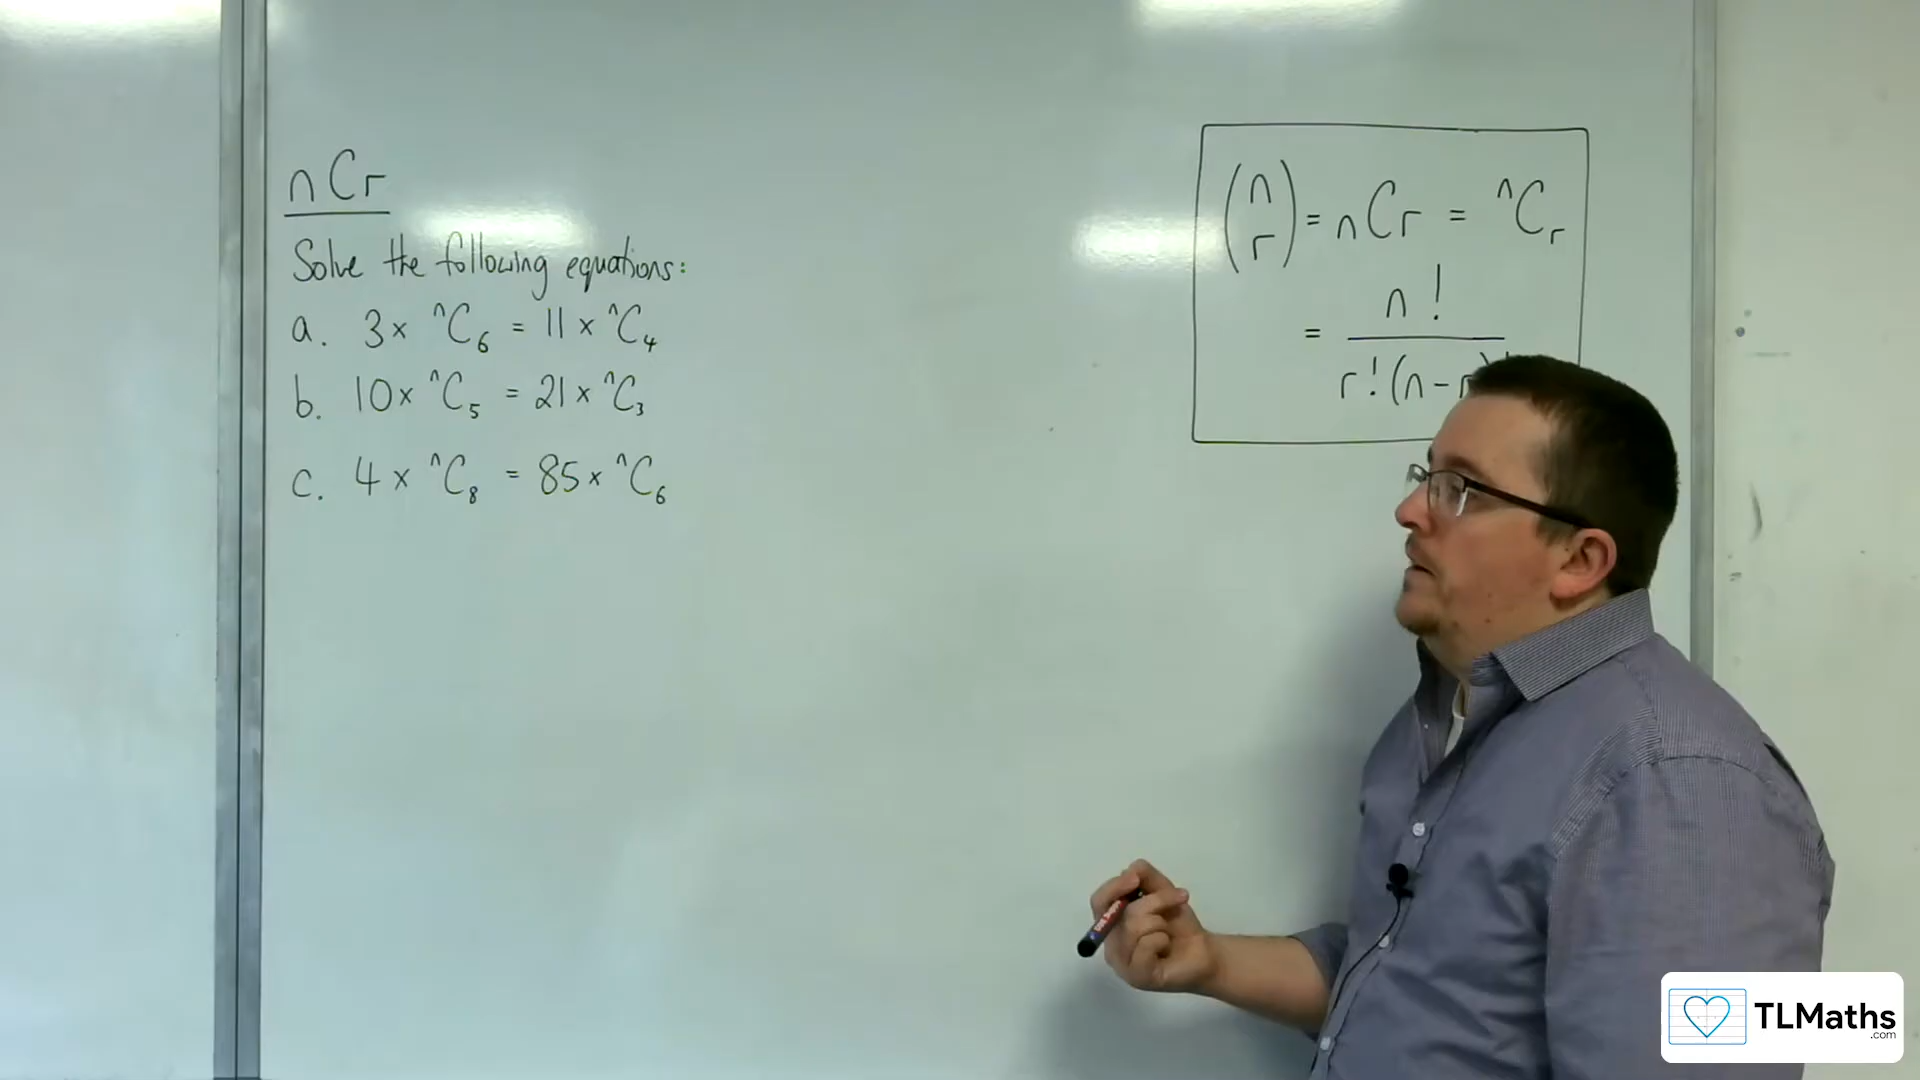 nCr
Solve the following equations:
a. 3 × ⁿC₆ = 11 × ⁿC₄
b. 10 × ⁿC₅ = 21 × ⁿC₃
c. 4 × ⁿC₈ = 85 × ⁿC₆
(n r) = nCr = ⁿCᵣ
= n! / r!(n-r)!
TLMaths
.com